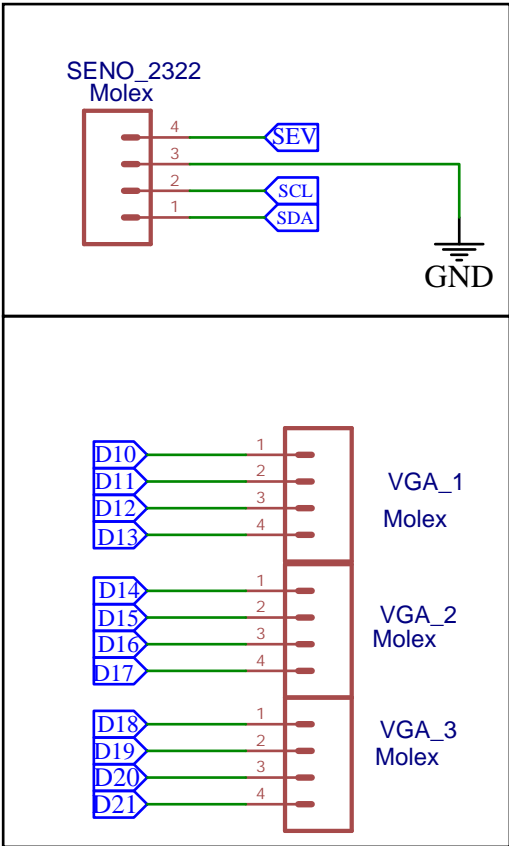 SENO_2322
Molex
4 SEV
3
2 SCL
1 SDA
GND
D10 1
D11 2
D12 3
D13 4
VGA_1
Molex
D14 1
D15 2
D16 3
D17 4
VGA_2
Molex
D18 1
D19 2
D20 3
D21 4
VGA_3
Molex